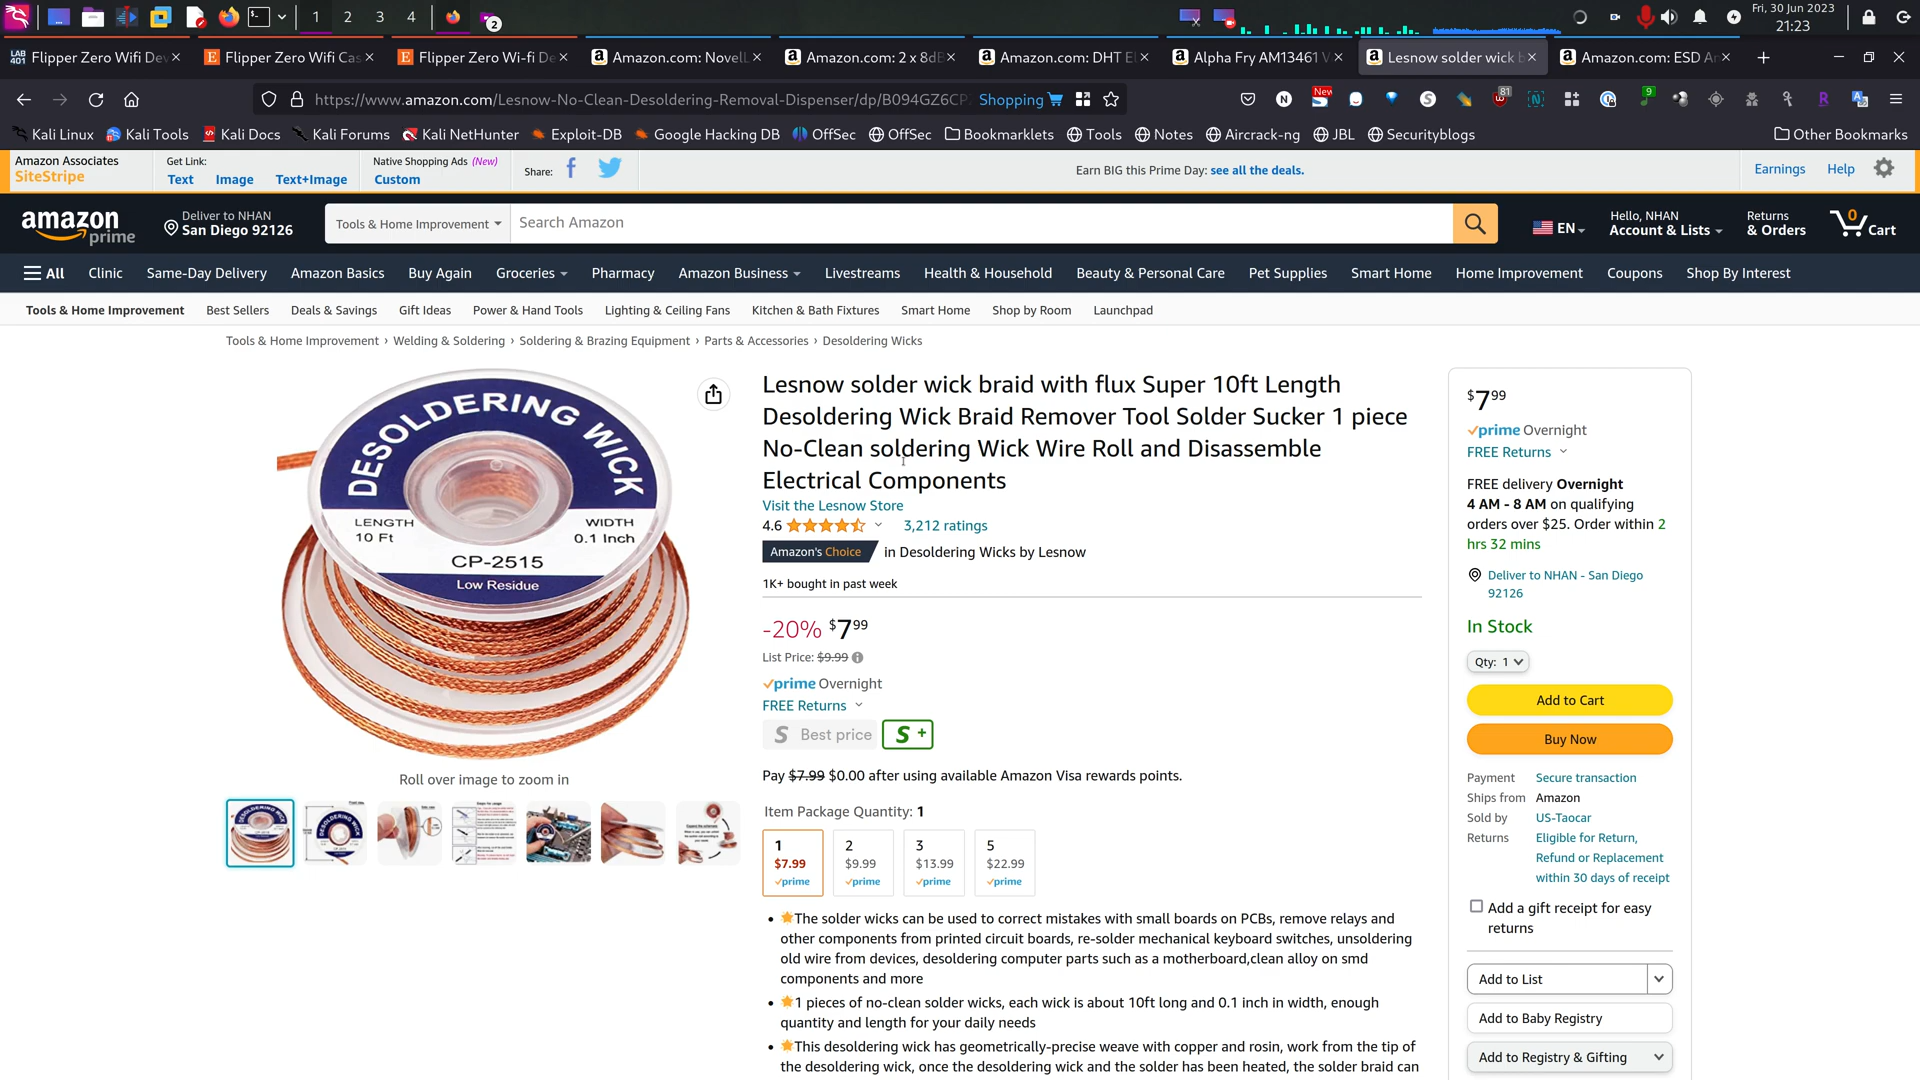 1 2 3 4 2
Fri, 30 Jun 2023
21:23
LAB 401 Flipper Zero Wifi Dev
Flipper Zero Wifi Cas
Flipper Zero Wi-fi De
Amazon.com: NovelL
Amazon.com: 2 x 8dB
Amazon.com: DHT El
Alpha Fry AM13461 V
Lesnow solder wick b
Amazon.com: ESD Ar
https://www.amazon.com/Lesnow-No-Clean-Desoldering-Removal-Dispenser/dp/B094GZ6CP
Shopping
New
81
9
Kali Linux Kali Tools Kali Docs Kali Forums Kali NetHunter Exploit-DB Google Hacking DB OffSec OffSec Bookmarklets Tools Notes Aircrack-ng JBL Securityblogs Other Bookmarks
Amazon Associates
SiteStripe
Get Link:
Text Image Text+Image
Native Shopping Ads (New)
Custom
Share:
Earn BIG this Prime Day: see all the deals.
Earnings Help
amazon prime
Deliver to NHAN
San Diego 92126
Tools & Home Improvement
Search Amazon
EN
Hello, NHAN
Account & Lists
Returns
& Orders
0
Cart
All Clinic Same-Day Delivery Amazon Basics Buy Again Groceries Pharmacy Amazon Business Livestreams Health & Household Beauty & Personal Care Pet Supplies Smart Home Home Improvement Coupons Shop By Interest
Tools & Home Improvement Best Sellers Deals & Savings Gift Ideas Power & Hand Tools Lighting & Ceiling Fans Kitchen & Bath Fixtures Smart Home Shop by Room Launchpad
Tools & Home Improvement › Welding & Soldering › Soldering & Brazing Equipment › Parts & Accessories › Desoldering Wicks
DESOLDERING WICK
LENGTH
10 Ft
WIDTH
0.1 Inch
CP-2515
Low Residue
Roll over image to zoom in
Lesnow solder wick braid with flux Super 10ft Length
Desoldering Wick Braid Remover Tool Solder Sucker 1 piece
No-Clean soldering Wick Wire Roll and Disassemble
Electrical Components
Visit the Lesnow Store
4.6 3,212 ratings
Amazon's Choice in Desoldering Wicks by Lesnow
1K+ bought in past week
-20% $7.99
List Price: $9.99
prime Overnight
FREE Returns
S Best price S +
Pay $7.99 $0.00 after using available Amazon Visa rewards points.
Item Package Quantity: 1
1 2 3 5
$7.99 $9.99 $13.99 $22.99
prime prime prime prime
• The solder wicks can be used to correct mistakes with small boards on PCBs, remove relays and
other components from printed circuit boards, re-solder mechanical keyboard switches, unsoldering
old wire from devices, desoldering computer parts such as a motherboard,clean alloy on smd
components and more
• 1 pieces of no-clean solder wicks, each wick is about 10ft long and 0.1 inch in width, enough
quantity and length for your daily needs
• This desoldering wick has geometrically-precise weave with copper and rosin, work from the tip of
the desoldering wick, once the desoldering wick and the solder has been heated, the solder braid can
$7.99
prime Overnight
FREE Returns
FREE delivery Overnight
4 AM - 8 AM on qualifying
orders over $25. Order within 2
hrs 32 mins
Deliver to NHAN - San Diego
92126
In Stock
Qty: 1
Add to Cart
Buy Now
Payment Secure transaction
Ships from Amazon
Sold by US-Taocar
Returns Eligible for Return,
Refund or Replacement
within 30 days of receipt
Add a gift receipt for easy
returns
Add to List
Add to Baby Registry
Add to Registry & Gifting